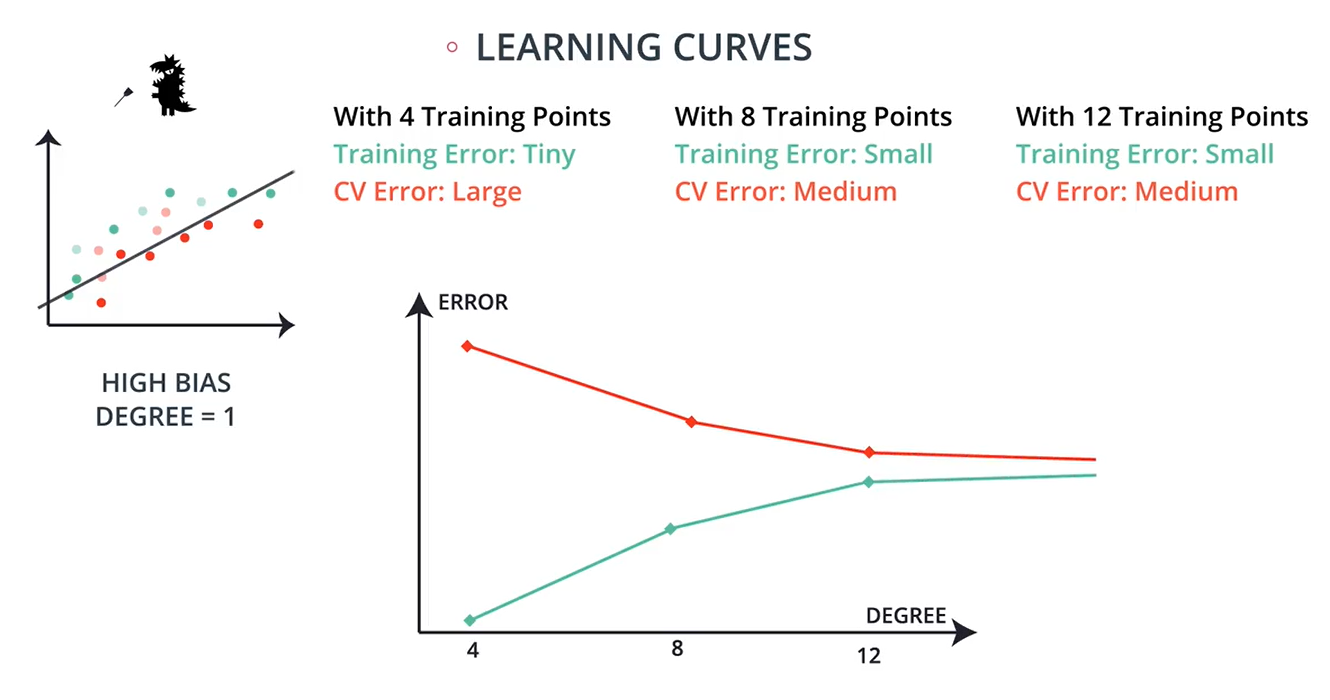 LEARNING CURVES
With 4 Training Points
Training Error: Tiny
CV Error: Large
With 8 Training Points
Training Error: Small
CV Error: Medium
With 12 Training Points
Training Error: Small
CV Error: Medium
HIGH BIAS
DEGREE = 1
ERROR
DEGREE
4
8
12